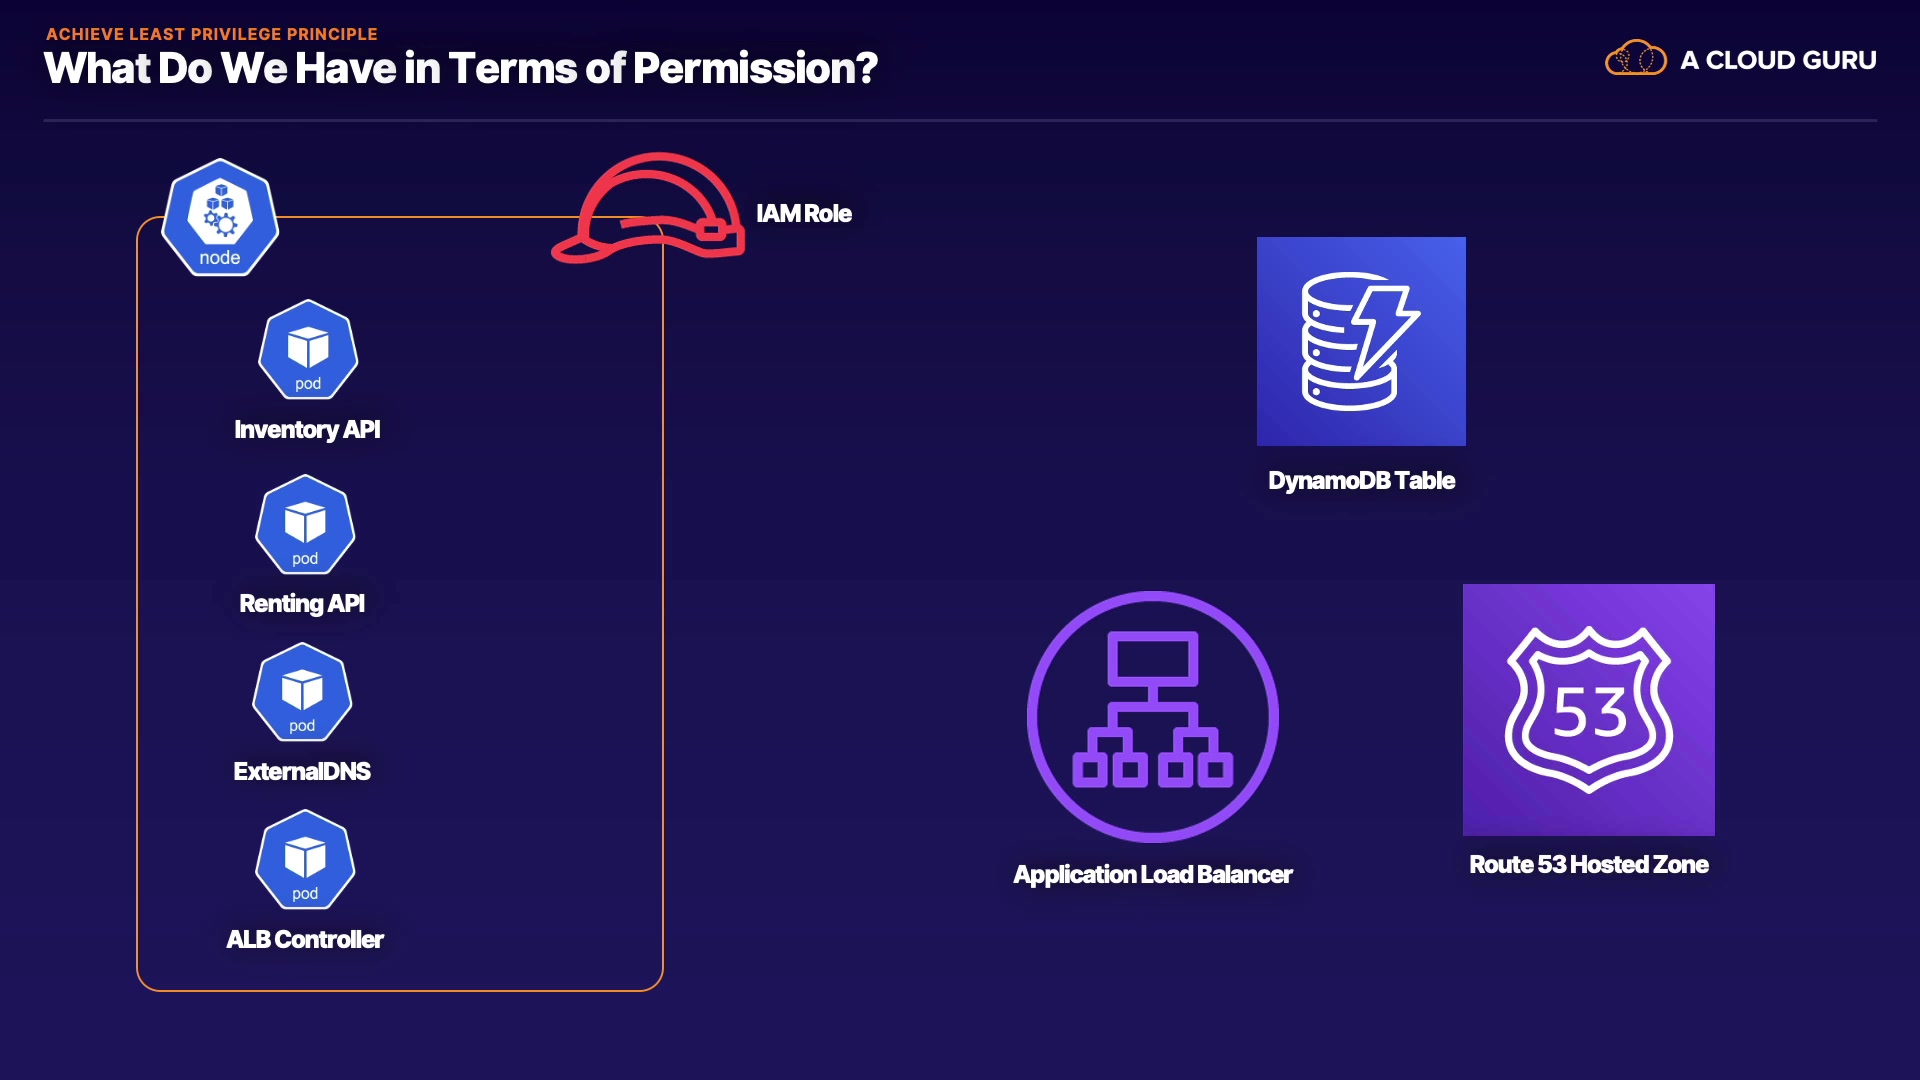 ACHIEVE LEAST PRIVILEGE PRINCIPLE
What Do We Have in Terms of Permission?
A CLOUD GURU
node
IAM Role
pod
Inventory API
pod
Renting API
pod
ExternalDNS
pod
ALB Controller
DynamoDB Table
Application Load Balancer
53
Route 53 Hosted Zone